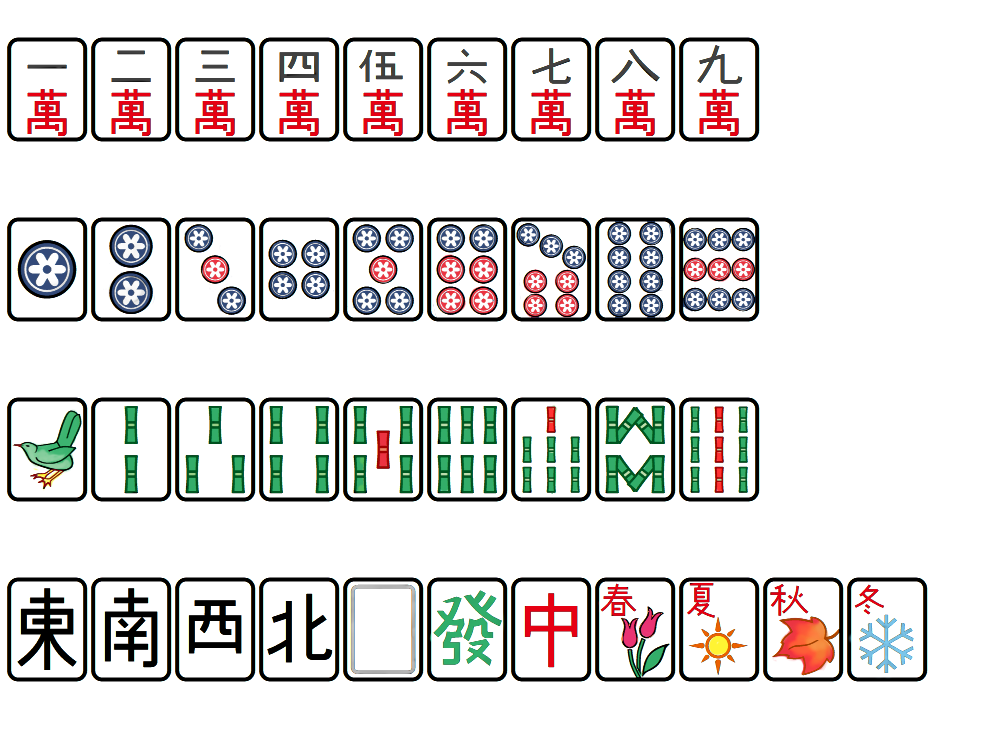 一 二 三 四 伍 六 七 八 九
萬 萬 萬 萬 萬 萬 萬 萬 萬
東 南 西 北 發 中 春 夏 秋 冬